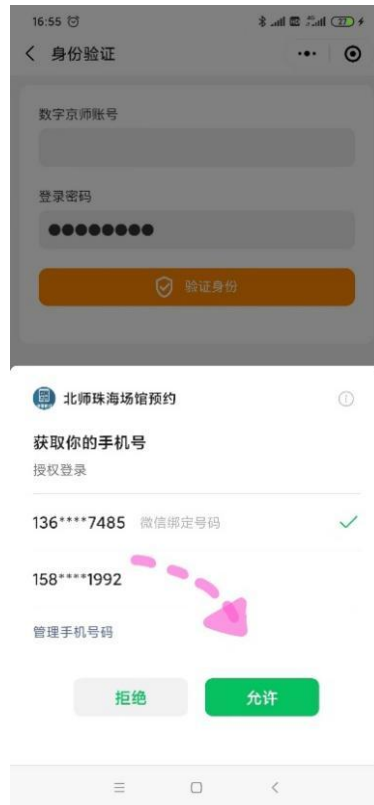 16:55
27
身份验证
数字京师账号
登录密码
验证身份
北师珠海场馆预约
获取你的手机号
授权登录
136****7485 微信绑定号码
158****1992
管理手机号码
拒绝 允许